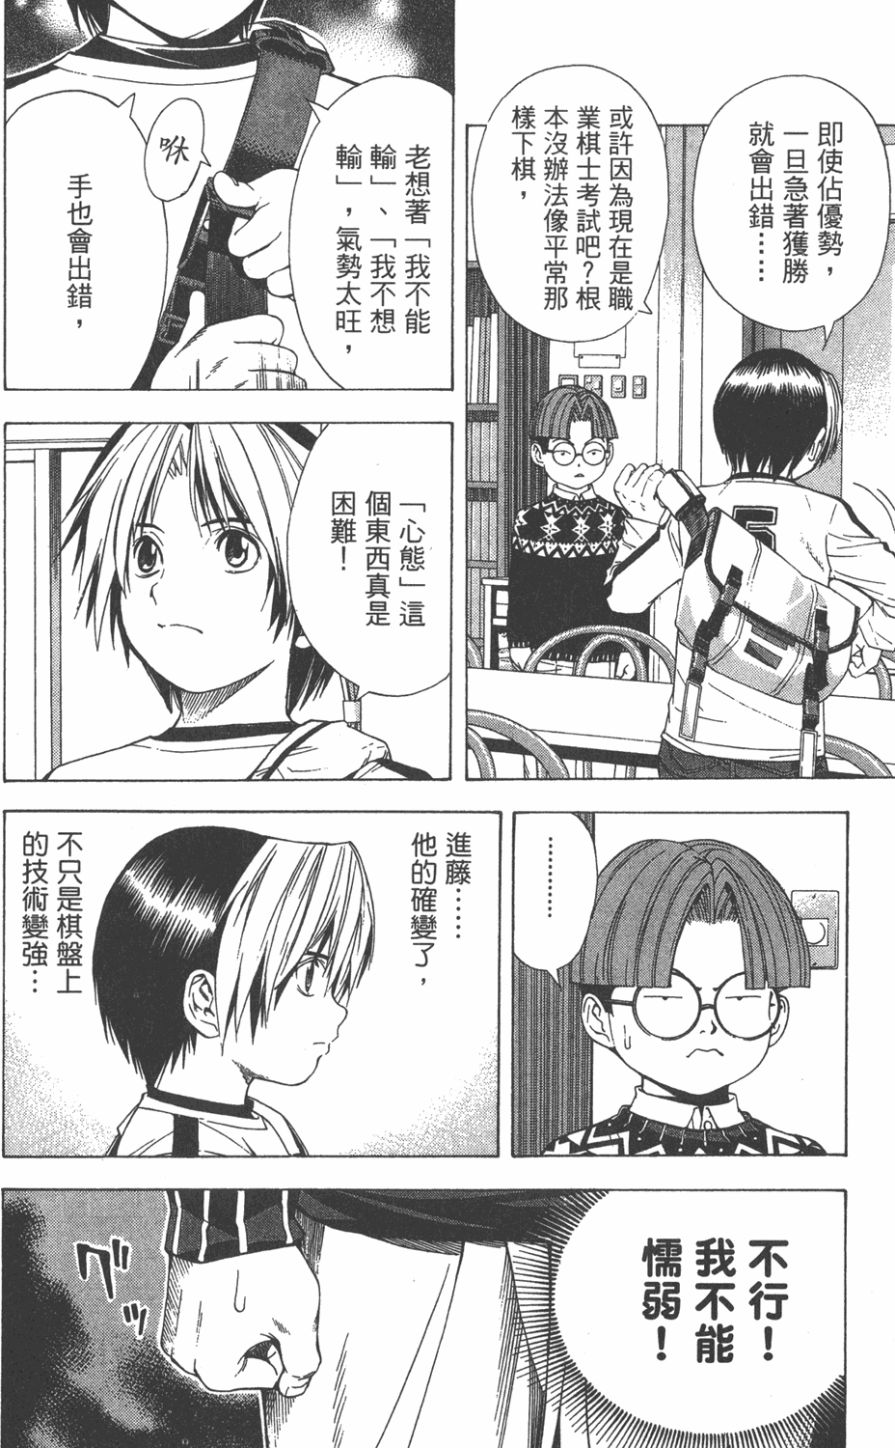 即使佔優勢，
一旦急著獲勝
就會出錯……
或許因為現在是職
業棋士考試吧？根
本沒辦法像平常那
樣下棋，
老想著「我不能
輸」、「我不想
輸」，氣勢太旺，
咻
手也會出錯，
「心態」這
個東西真是
困難！
………
進藤……
他的確變了，
不只是棋盤上
的技術變強…
不行！
我不能
懦弱！
グッ